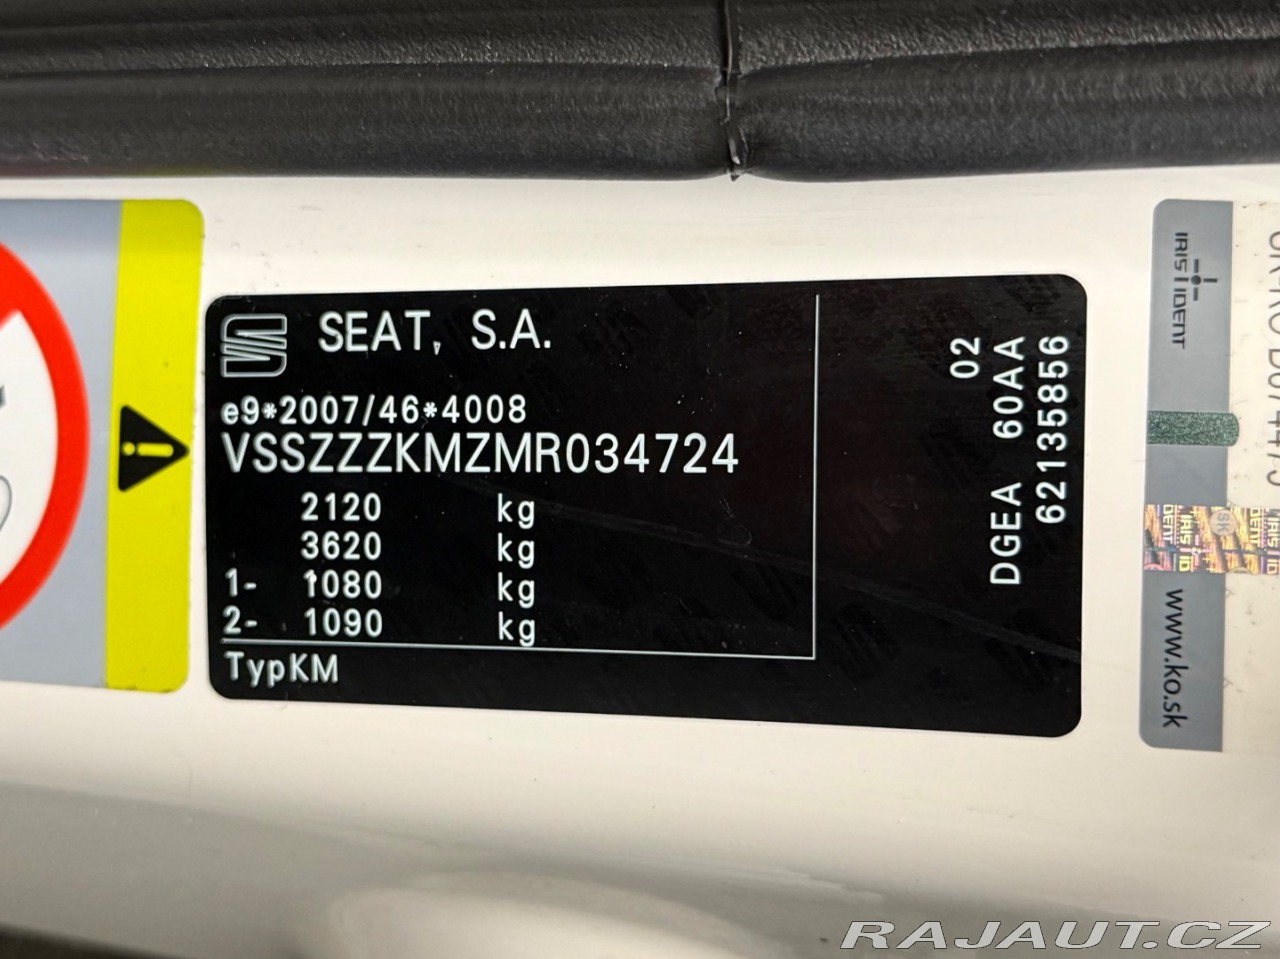 SEAT, S.A.
e9*2007/46*4008
VSSZZZKMZMR034724
2120 kg
3620 kg
1- 1080 kg
2- 1090 kg
TypKM
02
DGEA 60AA
62135856
IRIS IDENT
www.ko.sk
RAJAUT.CZ